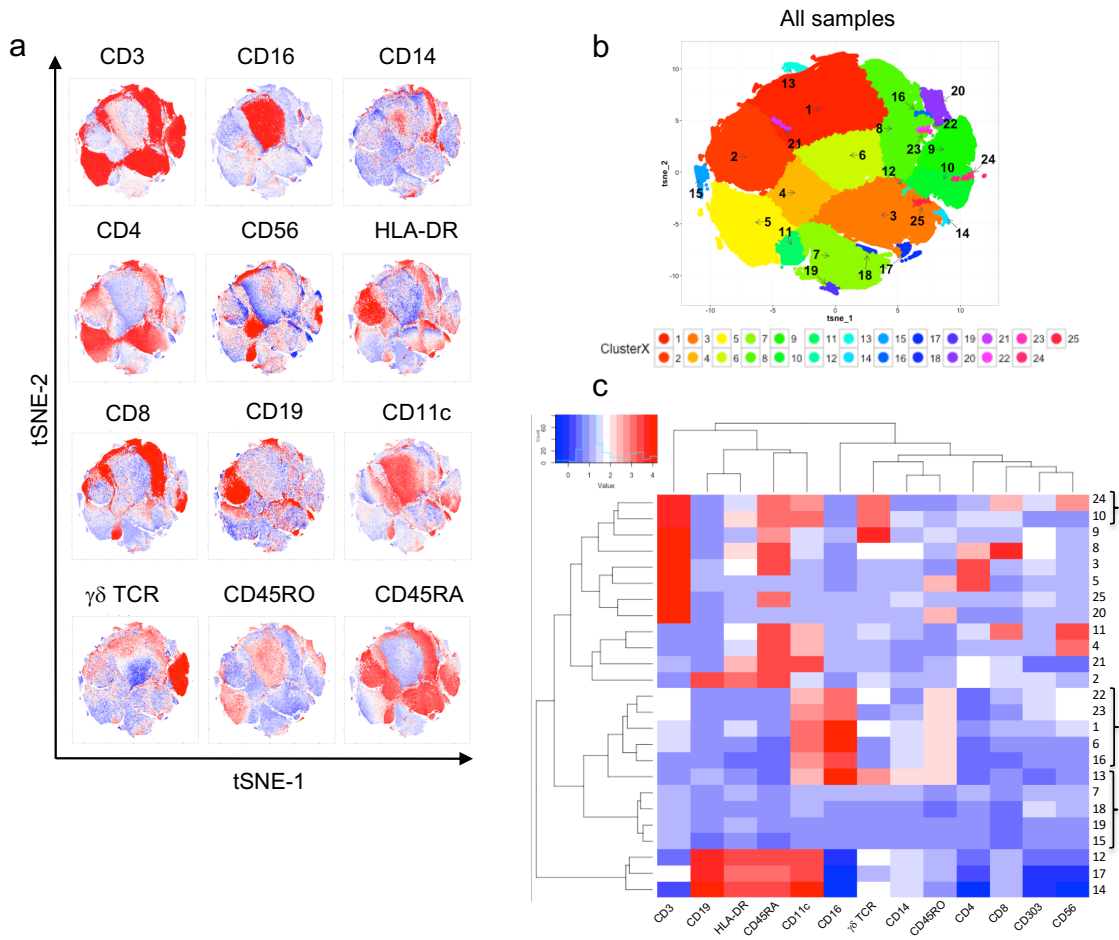 a
CD3 CD16 CD14
CD4 CD56 HLA-DR
CD8 CD19 CD11c
γδ TCR CD45RO CD45RA
tSNE-2
tSNE-1
All samples
b
10
5
0
-5
-10
tsne_2
13
16
20
1
8
22
2
21
6
23
9
24
12
10
15
4
3
5
25
14
11
7
17
19
18
-10 -5 0 5 10
tsne_1
ClusterX
1 3 5 7 9 11 13 15 17 19 21 23 25
2 4 6 8 10 12 14 16 18 20 22 24
c
0 20 40 60
Count
0 1 2 3 4
Value
24
10
9
8
3
5
25
20
11
4
21
2
22
23
1
6
16
13
7
18
19
15
12
17
14
CD3 CD19 HLA-DR CD45RA CD11c CD16 γδ TCR CD14 CD45RO CD4 CD8 CD303 CD56